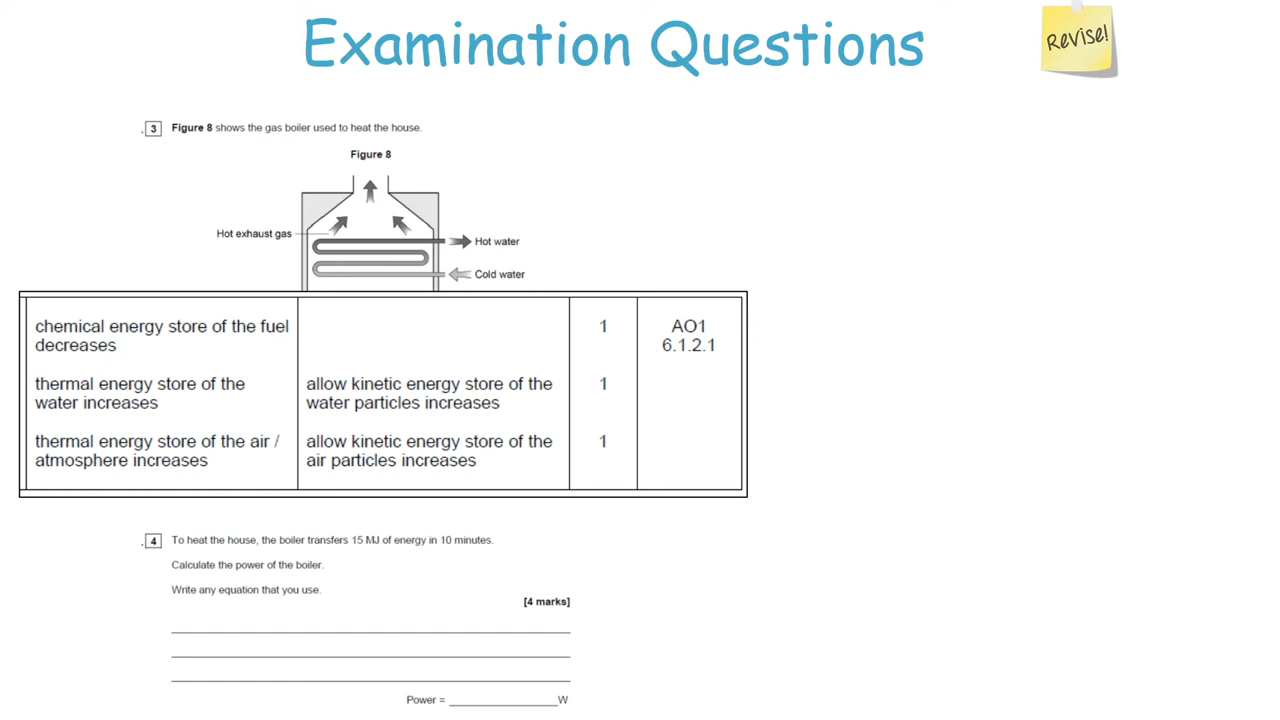 Examination Questions
Revise!
.3 Figure 8 shows the gas boiler used to heat the house.
Figure 8
Hot exhaust gas
Hot water
Cold water
chemical energy store of the fuel 1 AO1
decreases 6.1.2.1
thermal energy store of the allow kinetic energy store of the 1
water increases water particles increases
thermal energy store of the air / allow kinetic energy store of the 1
atmosphere increases air particles increases
.4 To heat the house, the boiler transfers 15 MJ of energy in 10 minutes.
Calculate the power of the boiler.
Write any equation that you use.
[4 marks]
Power = ____________________ W